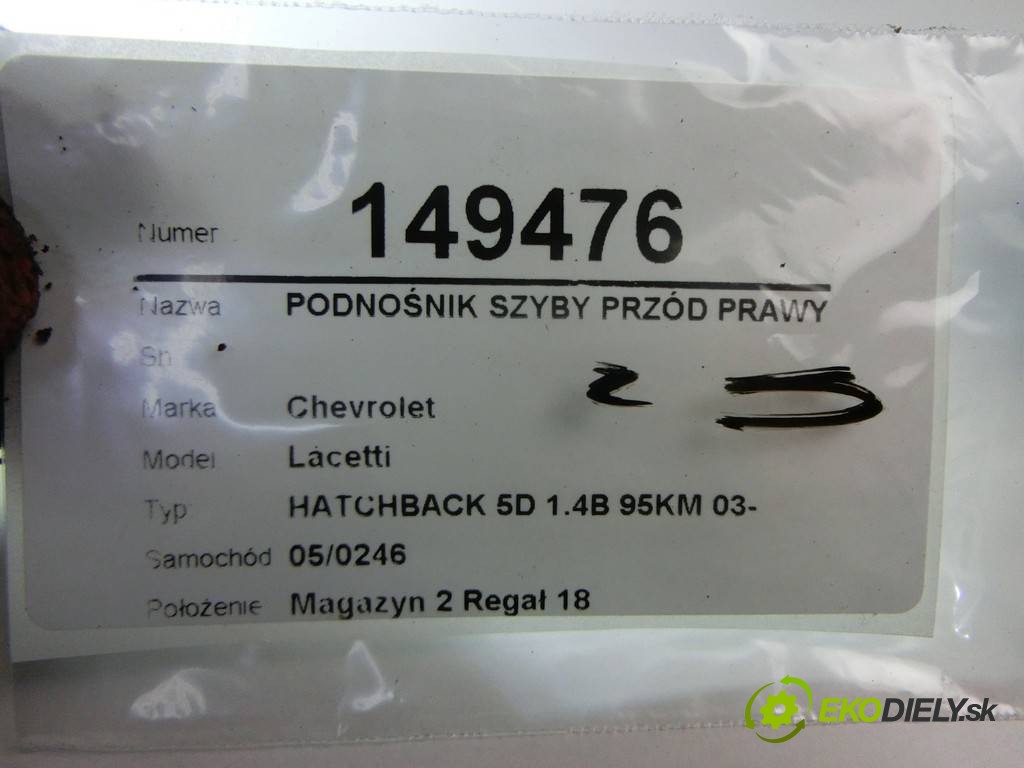 Numer 149476
Nazwa PODNOŚNIK SZYBY PRZÓD PRAWY
Sn
Marka Chevrolet
Model Lacetti
Typ HATCHBACK 5D 1.4B 95KM 03-
Samochód 05/0246
Położenie Magazyn 2 Regał 18
EKODIELY.sk